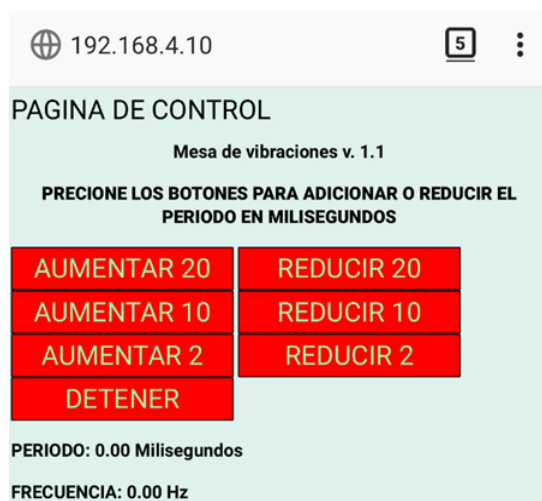 192.168.4.10
5
PAGINA DE CONTROL
Mesa de vibraciones v. 1.1
PRECIONE LOS BOTONES PARA ADICIONAR O REDUCIR EL
PERIODO EN MILISEGUNDOS
AUMENTAR 20 REDUCIR 20
AUMENTAR 10 REDUCIR 10
AUMENTAR 2 REDUCIR 2
DETENER
PERIODO: 0.00 Milisegundos
FRECUENCIA: 0.00 Hz